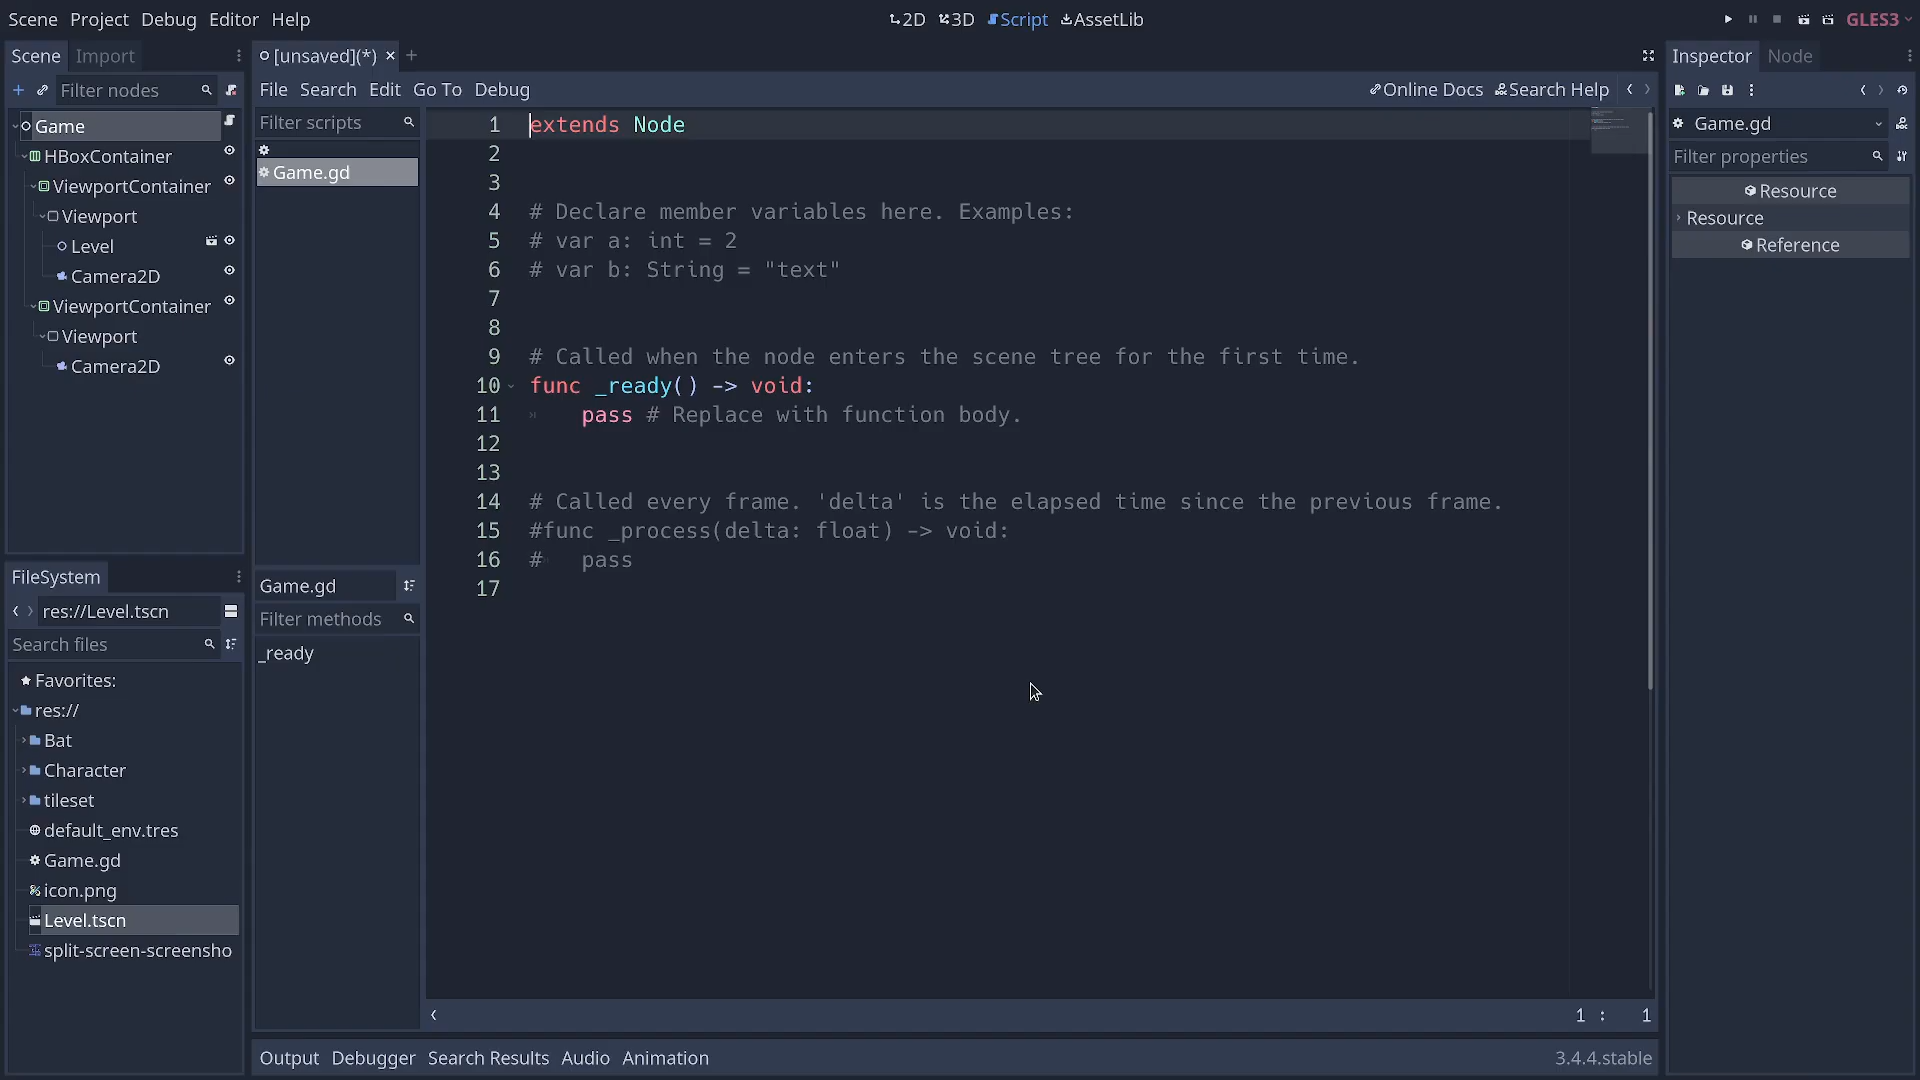 Scene Project Debug Editor Help
2D 3D Script AssetLib
GLES3
Scene Import
Filter nodes
Game
HBoxContainer
ViewportContainer
Viewport
Level
Camera2D
ViewportContainer
Viewport
Camera2D
FileSystem
res://Level.tscn
Search files
Favorites:
res://
Bat
Character
tileset
default_env.tres
Game.gd
icon.png
Level.tscn
split-screen-screensho
[unsaved](*)
File Search Edit Go To Debug
Online Docs Search Help
Filter scripts
Game.gd
Game.gd
Filter methods
_ready
1 extends Node
2
3
4 # Declare member variables here. Examples:
5 # var a: int = 2
6 # var b: String = "text"
7
8
9 # Called when the node enters the scene tree for the first time.
10 func _ready() -> void:
11 pass # Replace with function body.
12
13
14 # Called every frame. 'delta' is the elapsed time since the previous frame.
15 #func _process(delta: float) -> void:
16 # pass
17
1 : 1
Output Debugger Search Results Audio Animation
3.4.4.stable
Inspector Node
Game.gd
Filter properties
Resource
Resource
Reference